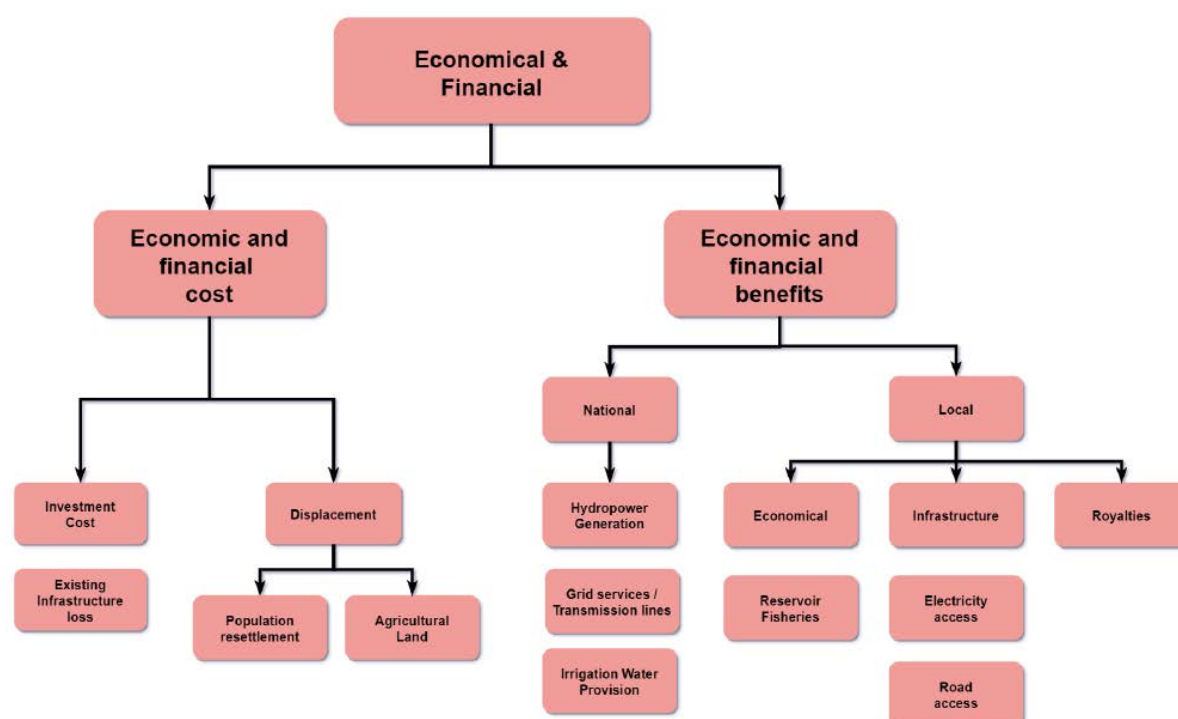 Economical &
Financial
Economic and
financial
cost
Economic and
financial
benefits
National
Local
Investment
Cost
Displacement
Hydropower
Generation
Economical
Infrastructure
Royalties
Existing
Infrastructure
loss
Population
resettlement
Agricultural
Land
Grid services /
Transmission lines
Reservoir
Fisheries
Electricity
access
Irrigation Water
Provision
Road
access